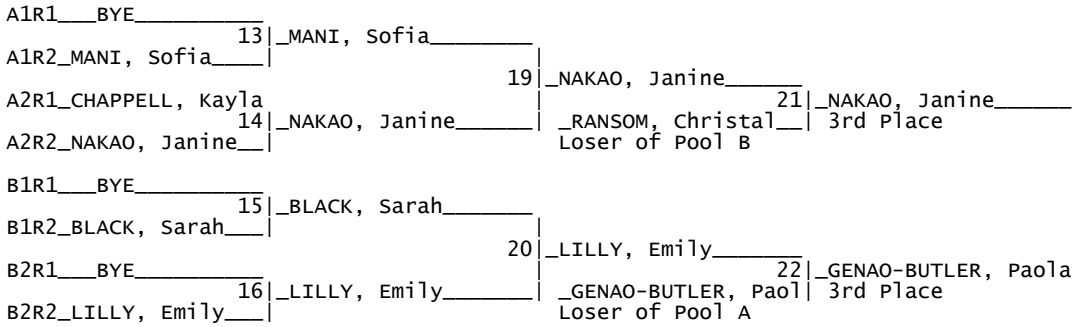 A1R1___BYE__________
13|_MANI, Sofia________
A1R2_MANI, Sofia____| |
19|_NAKAO, Janine______
A2R1_CHAPPELL, Kayla | 21|_NAKAO, Janine______
14|_NAKAO, Janine______| _RANSOM, Christal__| 3rd Place
A2R2_NAKAO, Janine__| Loser of Pool B
B1R1___BYE__________
15|_BLACK, Sarah_______
B1R2_BLACK, Sarah___| |
20|_LILLY, Emily_______
B2R1___BYE__________ | 22|_GENAO-BUTLER, Paola
16|_LILLY, Emily_______| _GENAO-BUTLER, Paol| 3rd Place
B2R2_LILLY, Emily___| Loser of Pool A